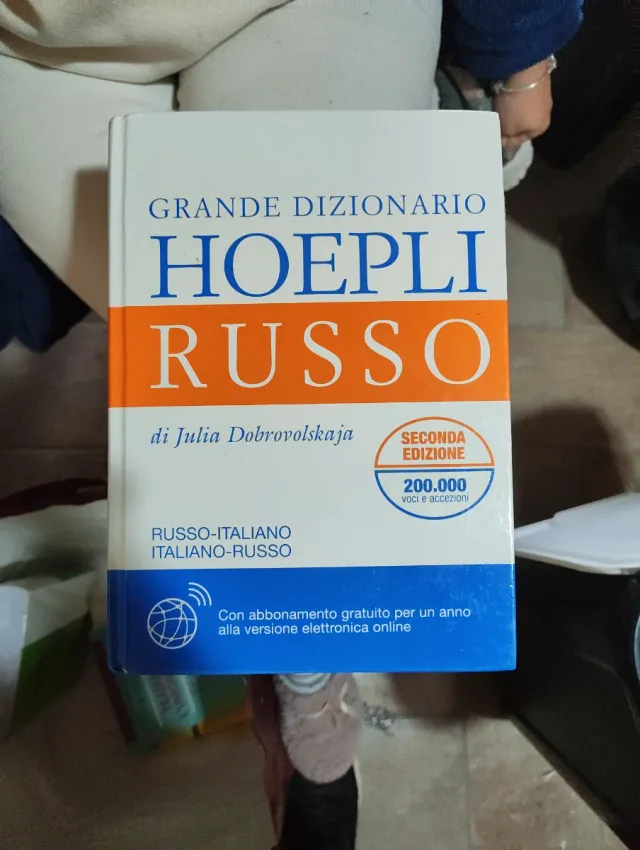 GRANDE DIZIONARIO
HOEPLI
RUSSO
di Julia Dobrovolskaja
SECONDA
EDIZIONE
200.000
voci e accezioni
RUSSO-ITALIANO
ITALIANO-RUSSO
Con abbonamento gratuito per un anno
alla versione elettronica online